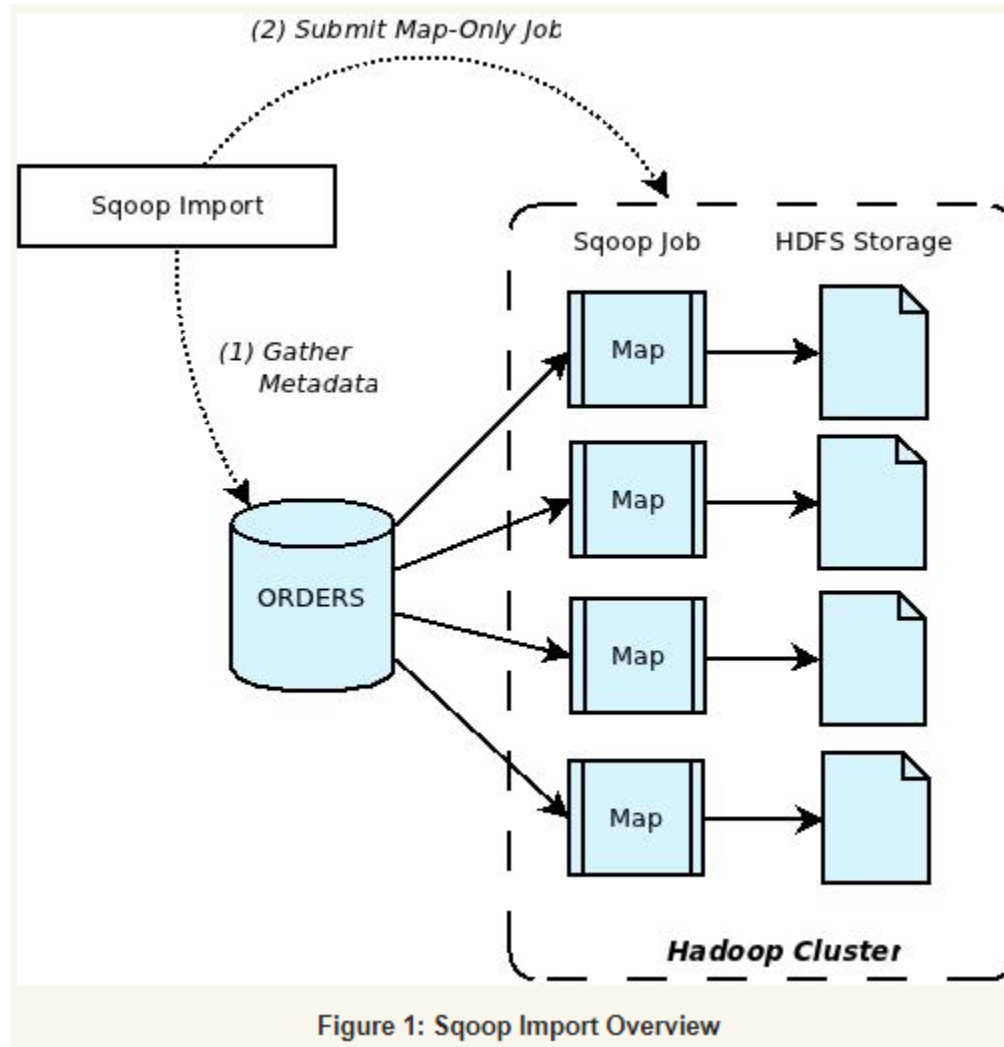 (2) Submit Map-Only Job
Sqoop Import
Sqoop Job
HDFS Storage
Map
(1) Gather
Metadata
Map
ORDERS
Map
Map
Hadoop Cluster
Figure 1: Sqoop Import Overview